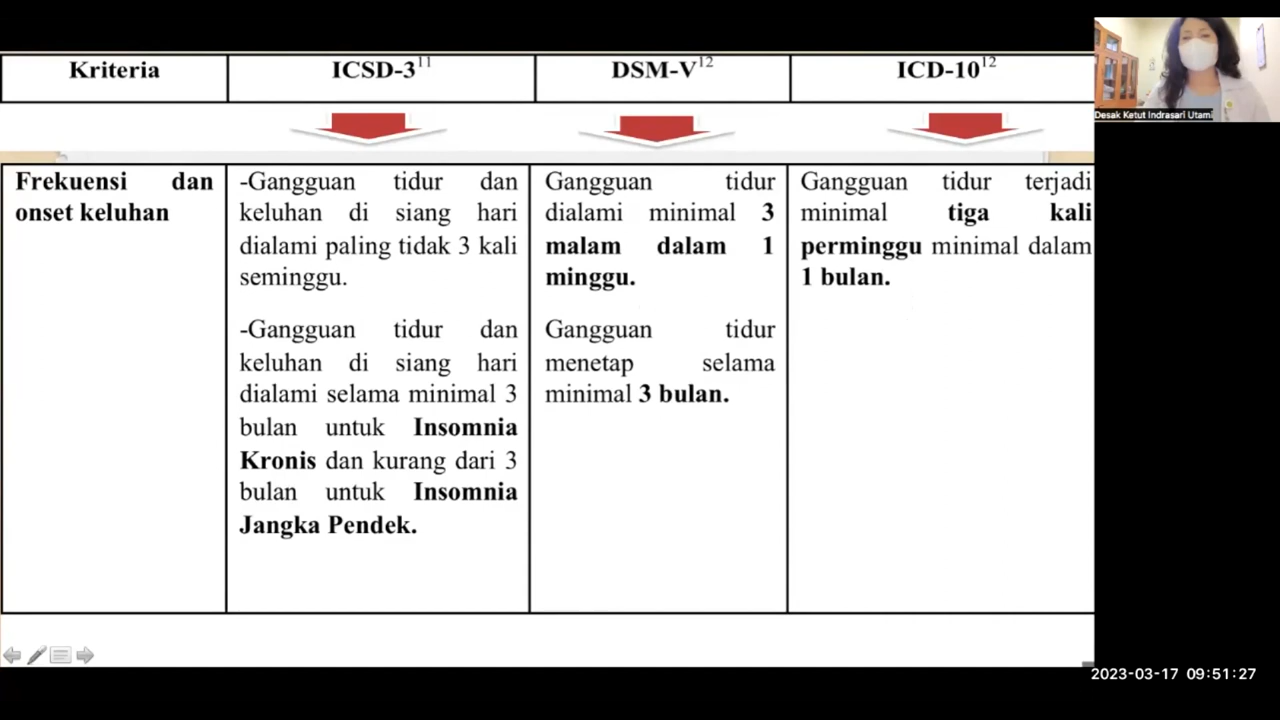 Kriteria
ICSD-3¹¹
DSM-V¹²
ICD-10¹²
Desak Ketut Indrasari Utami
Frekuensi dan
onset keluhan
-Gangguan tidur dan
keluhan di siang hari
dialami paling tidak 3 kali
seminggu.
-Gangguan tidur dan
keluhan di siang hari
dialami selama minimal 3
bulan untuk Insomnia
Kronis dan kurang dari 3
bulan untuk Insomnia
Jangka Pendek.
Gangguan tidur
dialami minimal 3
malam dalam 1
minggu.
Gangguan tidur
menetap selama
minimal 3 bulan.
Gangguan tidur terjadi
minimal tiga kali
perminggu minimal dalam
1 bulan.
2023-03-17 09:51:27